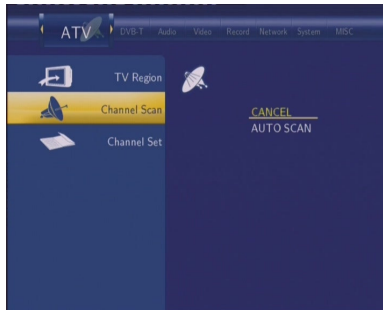 ATV DVB-T Audio Video Record Network System MISC
TV Region
Channel Scan
CANCEL
AUTO SCAN
Channel Set